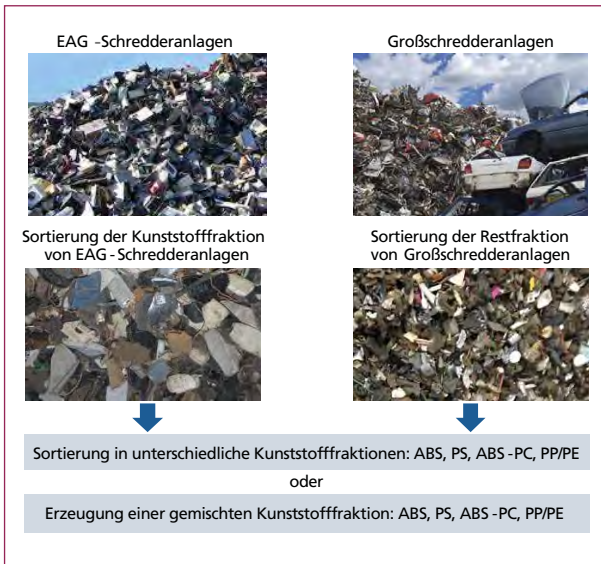 EAG -Schredderanlagen
Großschredderanlagen
Sortierung der Kunststofffraktion
von EAG - Schredderanlagen
Sortierung der Restfraktion
von Großschredderanlagen
Sortierung in unterschiedliche Kunststofffraktionen: ABS, PS, ABS -PC, PP/PE
oder
Erzeugung einer gemischten Kunststofffraktion: ABS, PS, ABS -PC, PP/PE